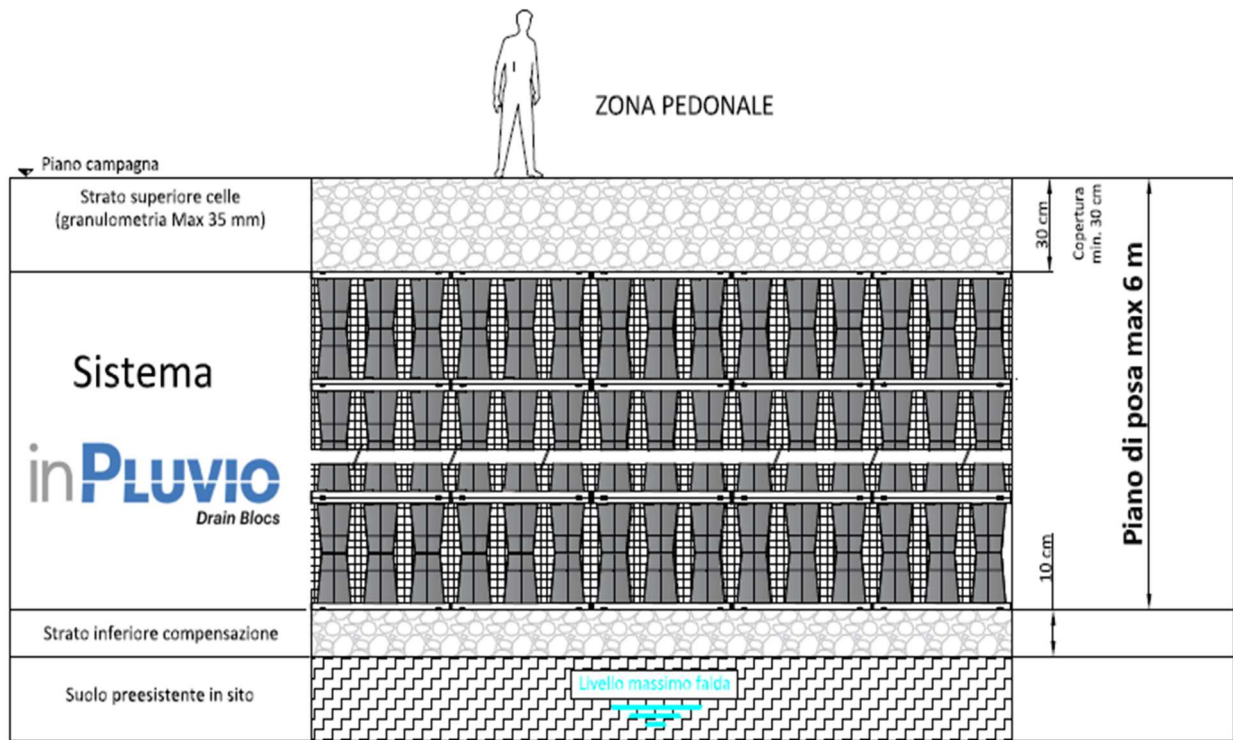 ZONA PEDONALE
Piano campagna
Strato superiore celle
(granulometria Max 35 mm)
30 cm
Copertura
min. 30 cm
Piano di posa max 6 m
Sistema
inPLUVIO
Drain Blocs
10 cm
Strato inferiore compensazione
Suolo preesistente in sito
Livello massimo falda